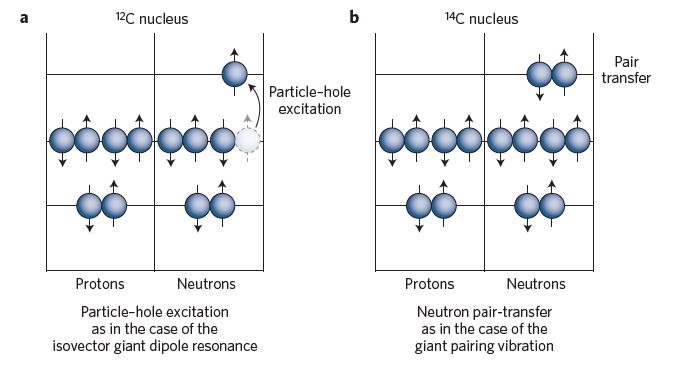 a
¹²C nucleus
Particle–hole
excitation
Protons
Neutrons
Particle–hole excitation
as in the case of the
isovector giant dipole resonance
b
¹⁴C nucleus
Pair
transfer
Protons
Neutrons
Neutron pair-transfer
as in the case of the
giant pairing vibration